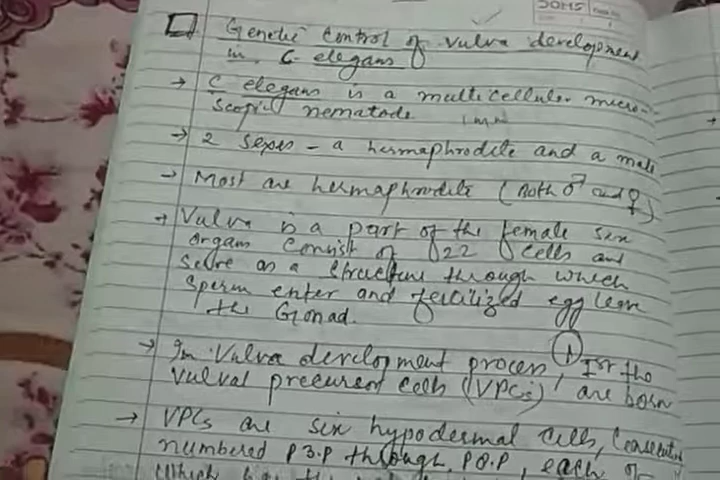 Genetic control of vulva development
in C. elegans
→ C elegans is a multicellular micro-
scopic nematode 1mm
→ 2 sexes - a hermaphrodite and a male
→ Most are hermaphrodite (Both ♂ and ♀)
→ Vulva is a part of the female sex
organ consist of 22 cells and
serve as a structure through which
sperm enter and fertilized egg leave
the Gonad.
→ In Vulva development process, ① For the
vulval precursor cells (VPCs) are born
→ VPCs are six hypodermal cells,
numbered P3.P through P8.P, each of